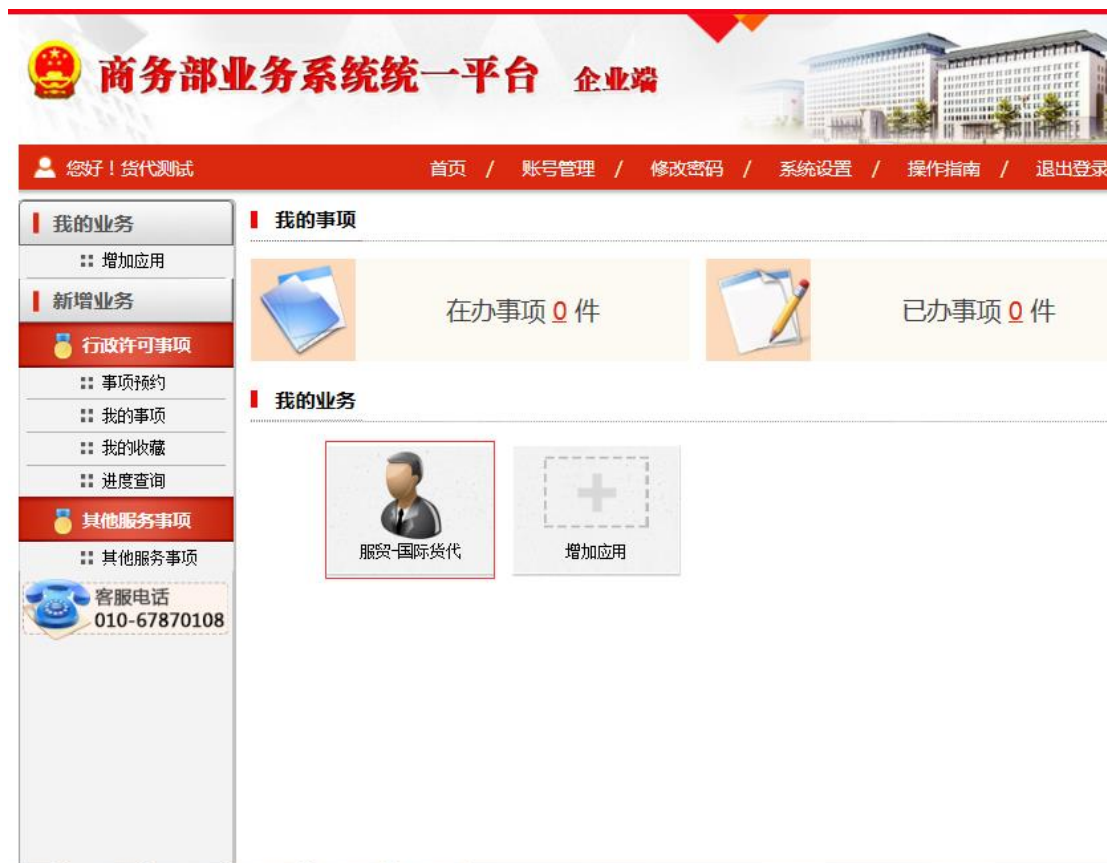 商务部业务系统统一平台 企业端
您好！货代测试
首页 / 账号管理 / 修改密码 / 系统设置 / 操作指南 / 退出登录
我的业务
增加应用
新增业务
行政许可事项
事项预约
我的事项
我的收藏
进度查询
其他服务事项
其他服务事项
客服电话
010-67870108
我的事项
在办事项 0 件
已办事项 0 件
我的业务
服贸-国际货代
增加应用